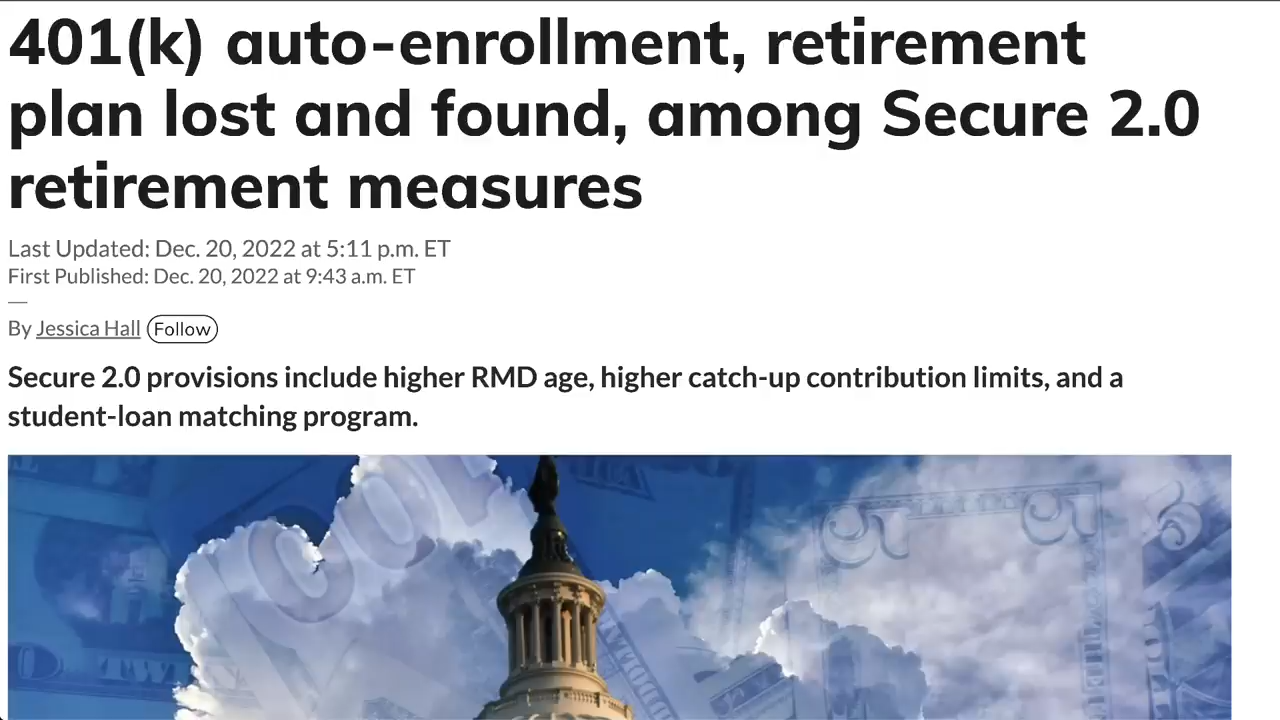 401(k) auto-enrollment, retirement
plan lost and found, among Secure 2.0
retirement measures
Last Updated: Dec. 20, 2022 at 5:11 p.m. ET
First Published: Dec. 20, 2022 at 9:43 a.m. ET
—
By Jessica Hall Follow
Secure 2.0 provisions include higher RMD age, higher catch-up contribution limits, and a
student-loan matching program.